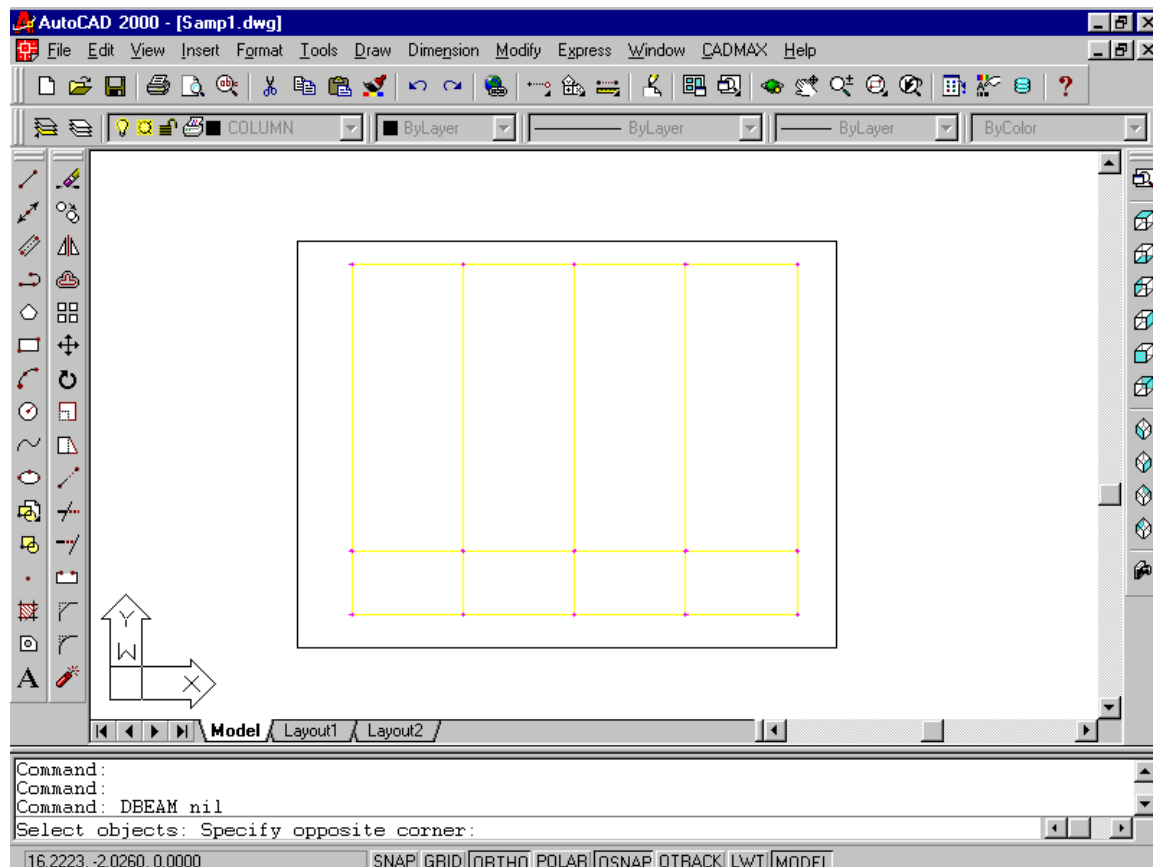 AutoCAD 2000 - [Samp1.dwg]
File Edit View Insert Format Tools Draw Dimension Modify Express Window CADMAX Help
COLUMN ByLayer ByLayer ByLayer ByColor
A
Y
W
X
Model Layout1 Layout2
Command:
Command:
Command: DBEAM nil
Select objects: Specify opposite corner:
16.2223, -2.0260, 0.0000 SNAP GRID ORTHO POLAR OSNAP OTRACK LWT MODEL